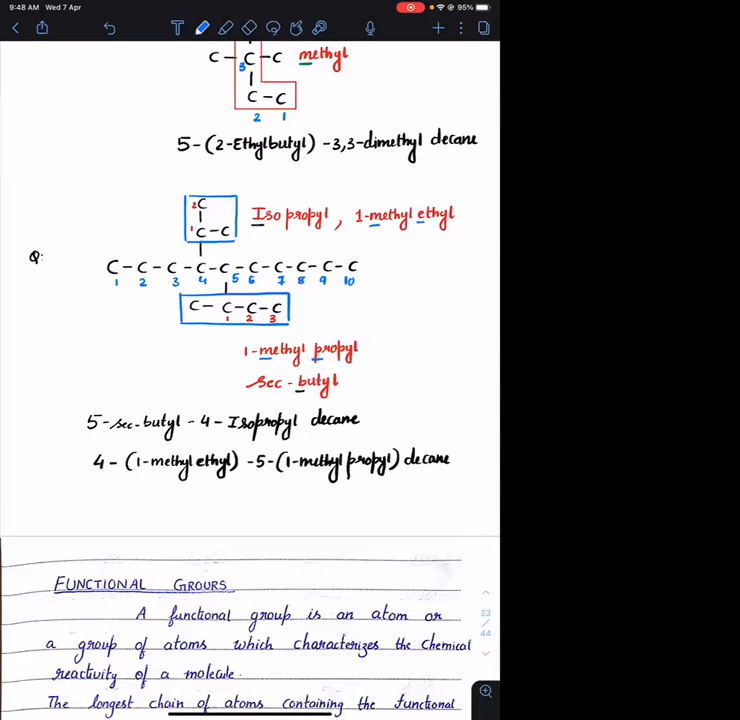 9:48 AM Wed 7 Apr
95%
C – C – C methyl
3
C – C
2 1
5-(2-Ethylbutyl)-3,3-dimethyl decane
2C
1C – C
Isopropyl, 1-methyl ethyl
Q:
C – C – C – C – C – C – C – C – C – C
1 2 3 4 5 6 7 8 9 10
C – C – C – C
1 2 3
1-methyl propyl
sec-butyl
5-sec-butyl-4-Isopropyl decane
4-(1-methyl ethyl)-5-(1-methyl propyl) decane
FUNCTIONAL GROUPS
A functional group is an atom or
a group of atoms which characterizes the chemical
reactivity of a molecule.
The longest chain of atoms containing the functional
23
/
44